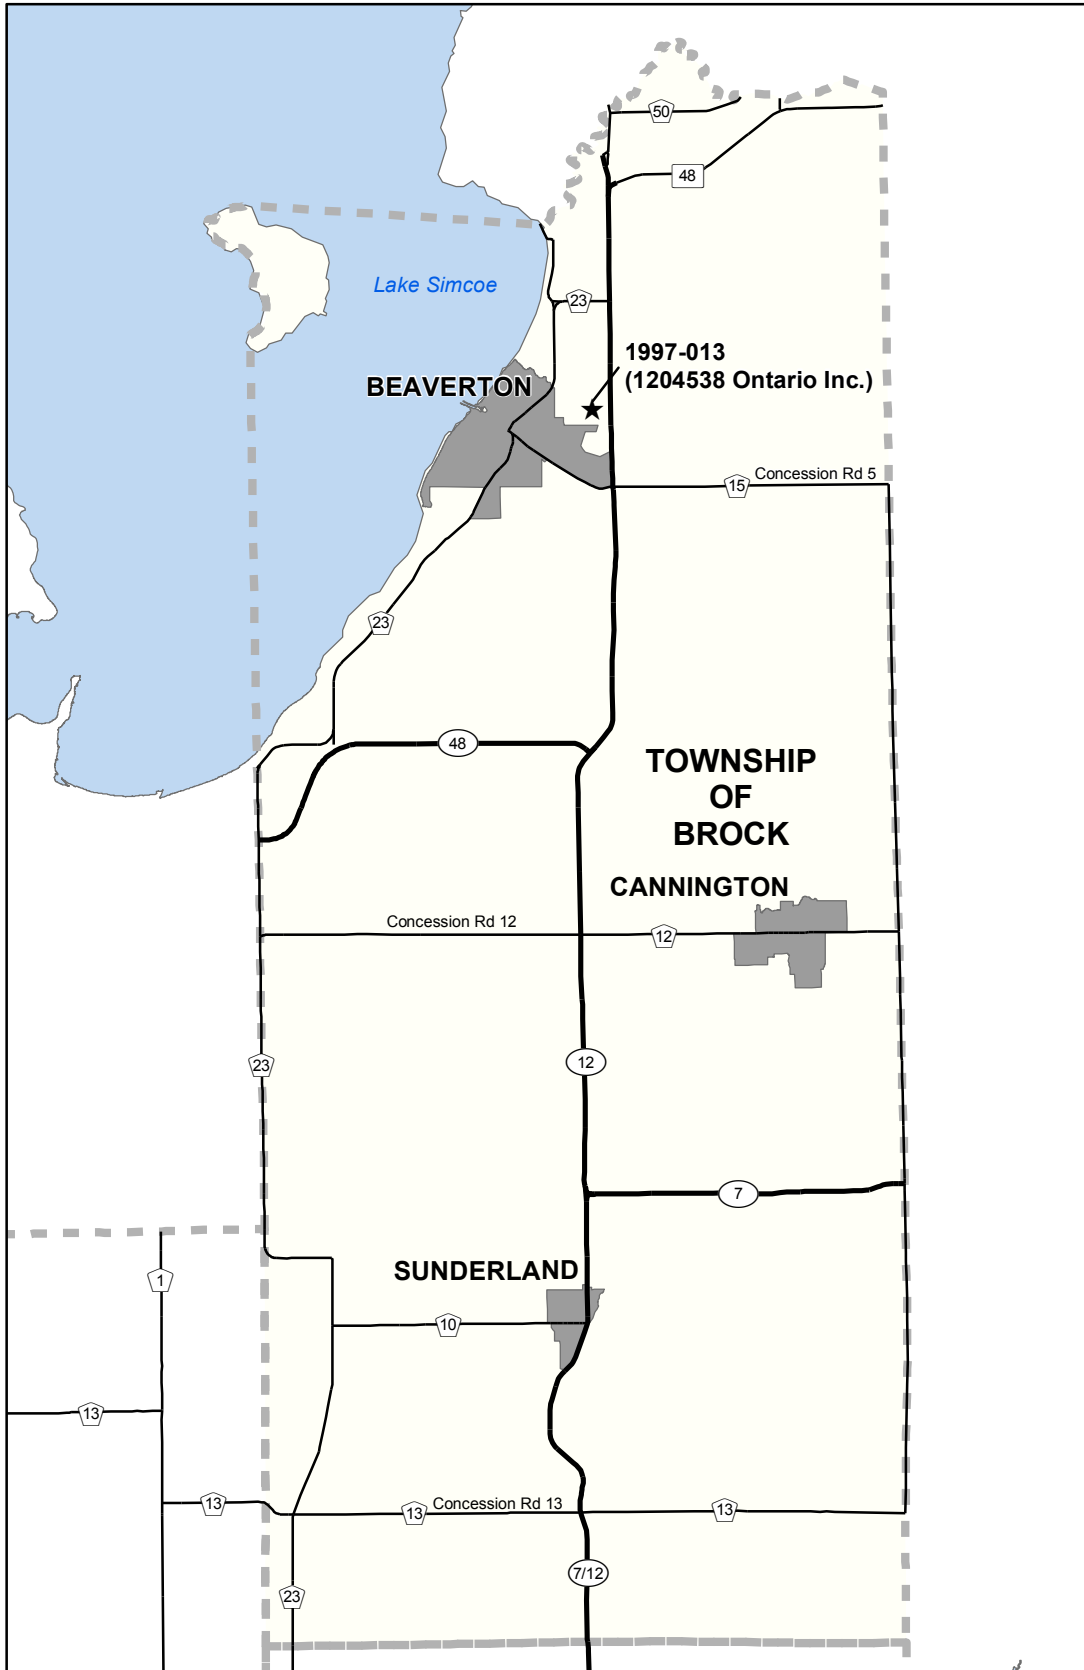 50
48
Lake Simcoe
23
1997-013
(1204538 Ontario Inc.)
BEAVERTON
Concession Rd 5
15
23
48
TOWNSHIP
OF
BROCK
CANNINGTON
Concession Rd 12
12
23
12
7
SUNDERLAND
1
10
13
13
Concession Rd 13
13
13
7/12
23